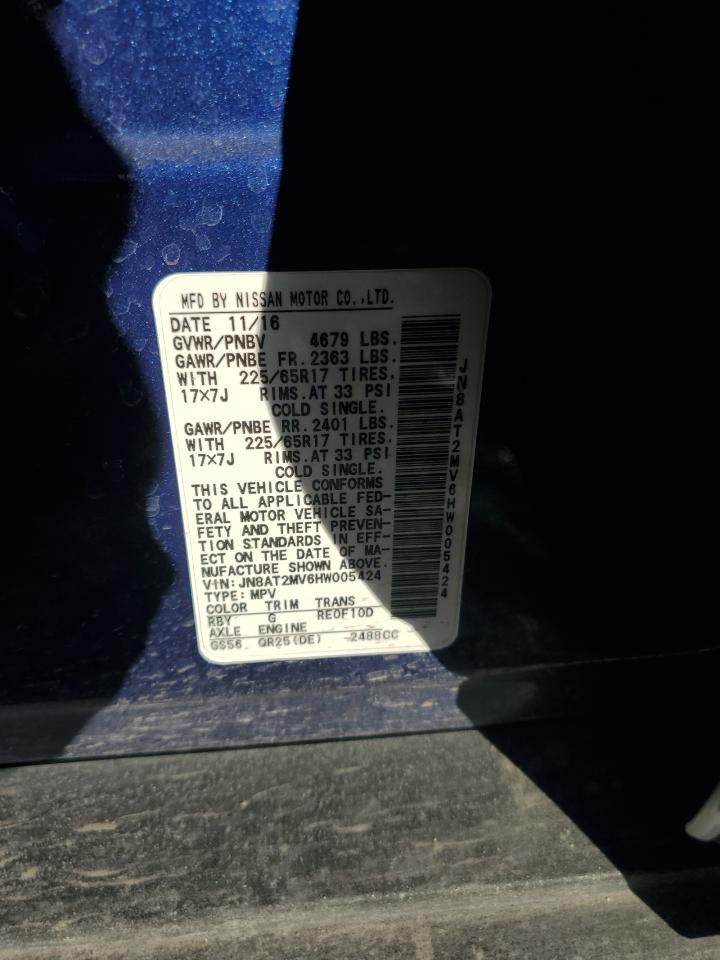 MFD BY NISSAN MOTOR CO.,LTD.
DATE 11/16
GVWR/PNBV 4679 LBS.
GAWR/PNBE FR. 2363 LBS.
WITH 225/65R17 TIRES.
17×7J RIMS. AT 33 PSI
COLD SINGLE.
GAWR/PNBE RR. 2401 LBS.
WITH 225/65R17 TIRES.
17×7J RIMS. AT 33 PSI
COLD SINGLE.
THIS VEHICLE CONFORMS
TO ALL APPLICABLE FED-
ERAL MOTOR VEHICLE SA-
FETY AND THEFT PREVEN-
TION STANDARDS IN EFF-
ECT ON THE DATE OF MA-
NUFACTURE SHOWN ABOVE.
VIN:JN8AT2MV6HW005424
TYPE:MPV
COLOR TRIM TRANS
RBY G RE0F10D
AXLE ENGINE
GS56 QR25(DE) 2488CC
JN8AT2MV6HW005424